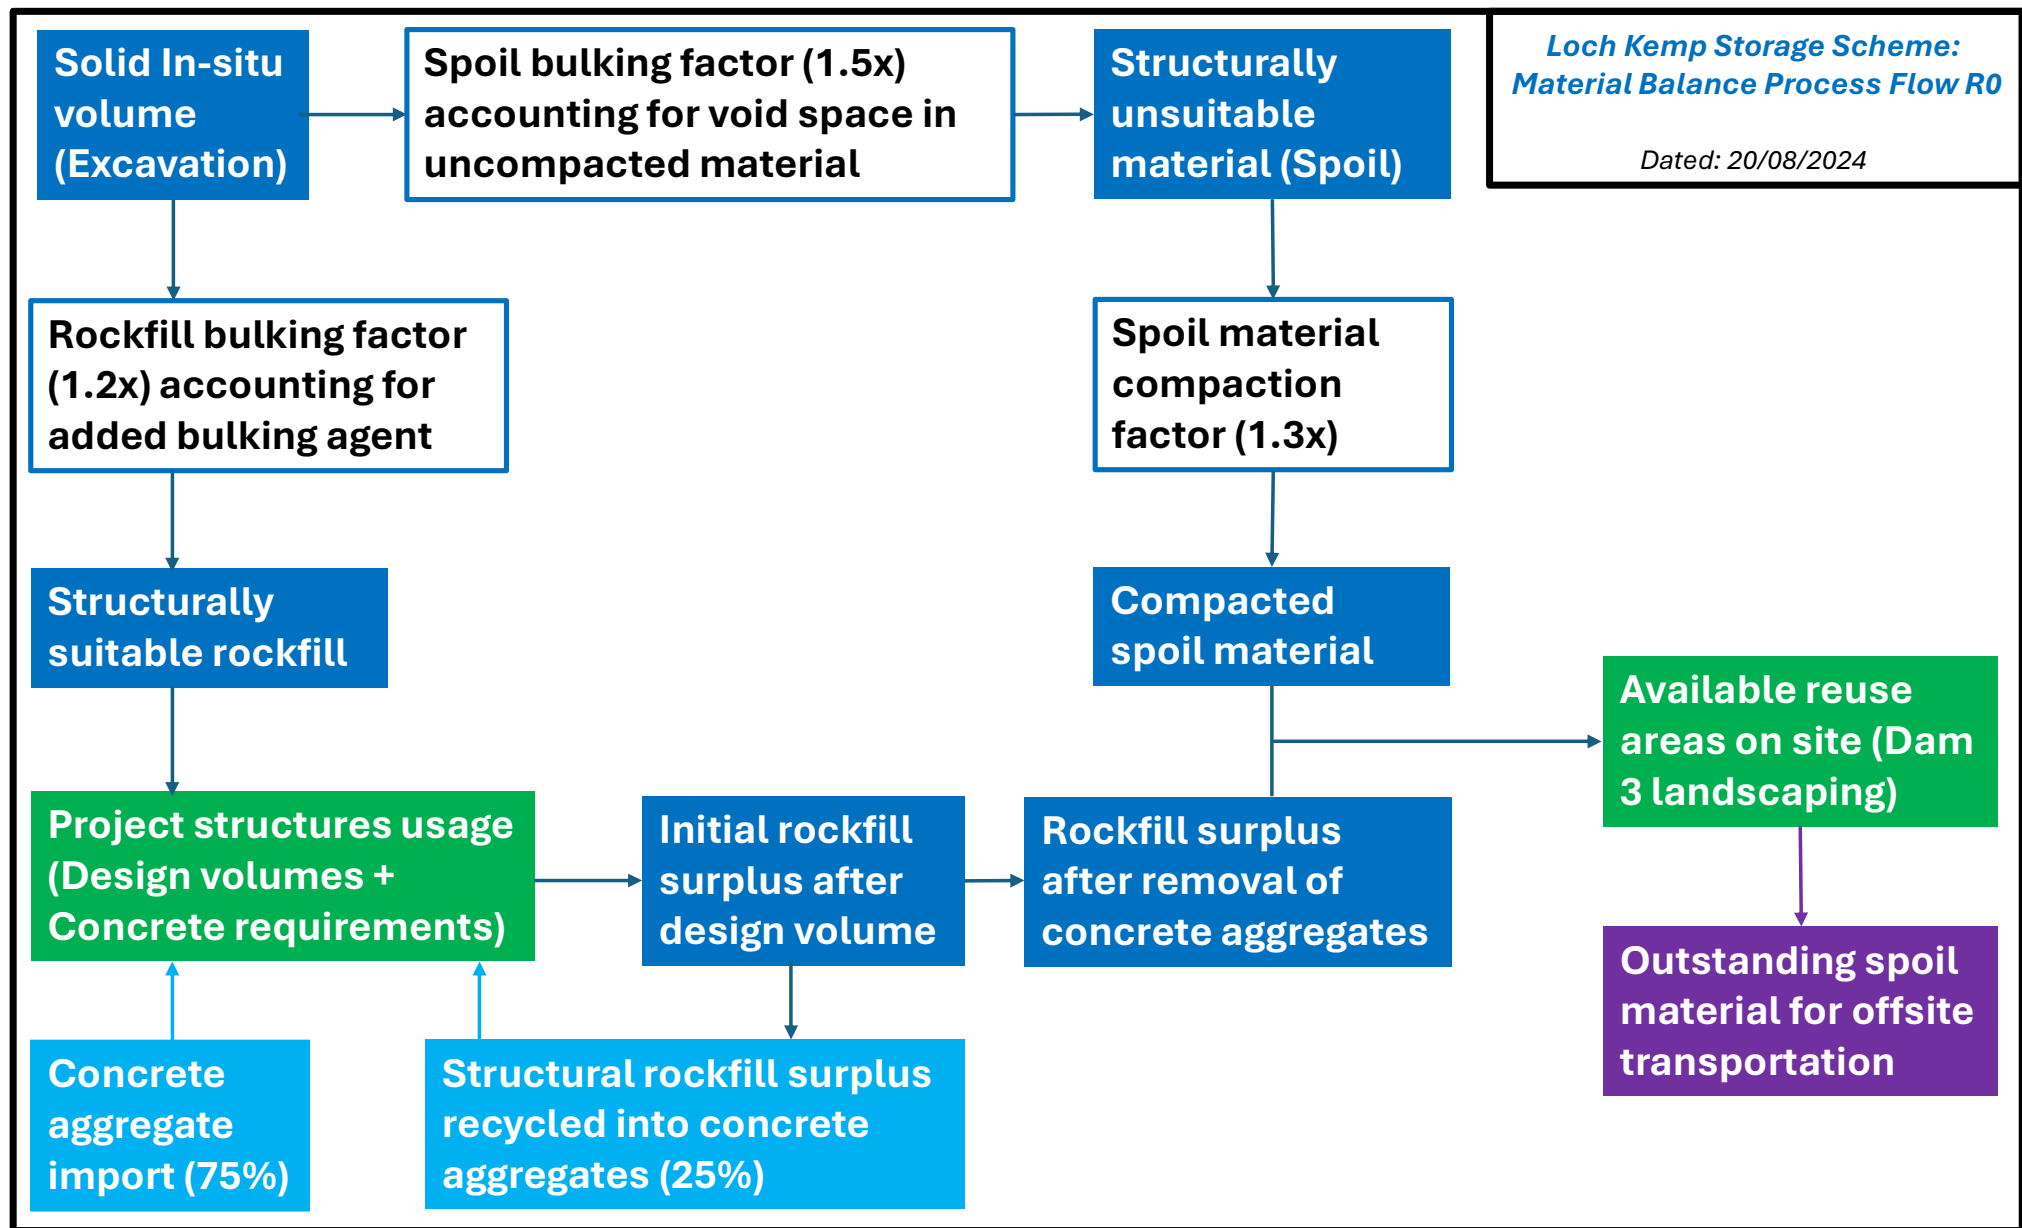 Solid In-situ
volume
(Excavation)
Spoil bulking factor (1.5x)
accounting for void space in
uncompacted material
Structurally
unsuitable
material (Spoil)
Loch Kemp Storage Scheme:
Material Balance Process Flow R0
Dated: 20/08/2024
Rockfill bulking factor
(1.2x) accounting for
added bulking agent
Spoil material
compaction
factor (1.3x)
Structurally
suitable rockfill
Compacted
spoil material
Available reuse
areas on site (Dam
3 landscaping)
Project structures usage
(Design volumes +
Concrete requirements)
Initial rockfill
surplus after
design volume
Rockfill surplus
after removal of
concrete aggregates
Outstanding spoil
material for offsite
transportation
Concrete
aggregate
import (75%)
Structural rockfill surplus
recycled into concrete
aggregates (25%)